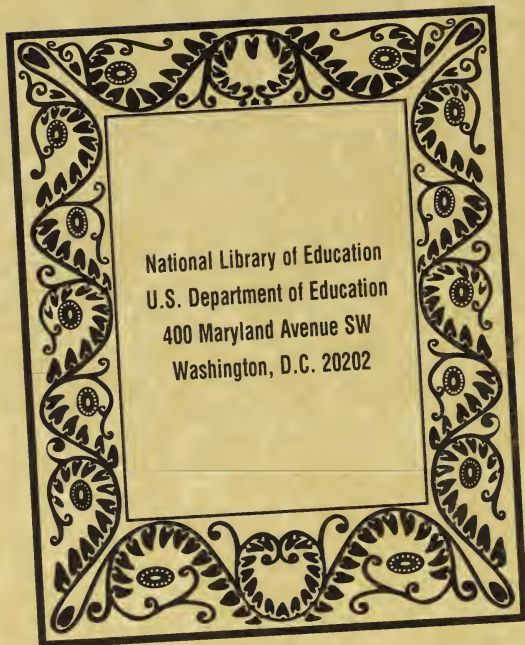 National Library of Education
U.S. Department of Education
400 Maryland Avenue SW
Washington, D.C. 20202